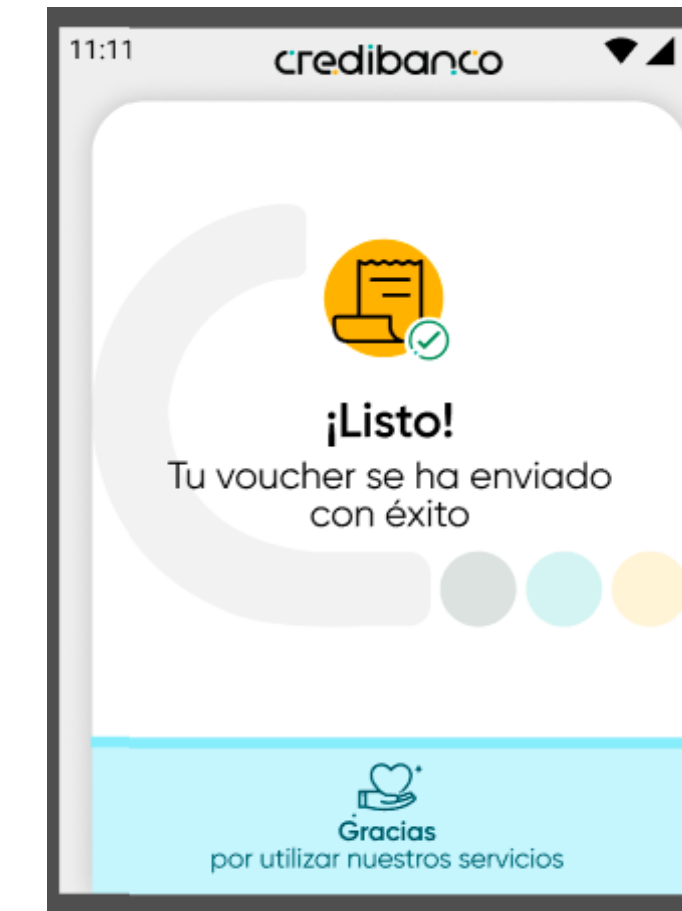 11:11
credibanco
¡Listo!
Tu voucher se ha enviado
con éxito
Gracias
por utilizar nuestros servicios